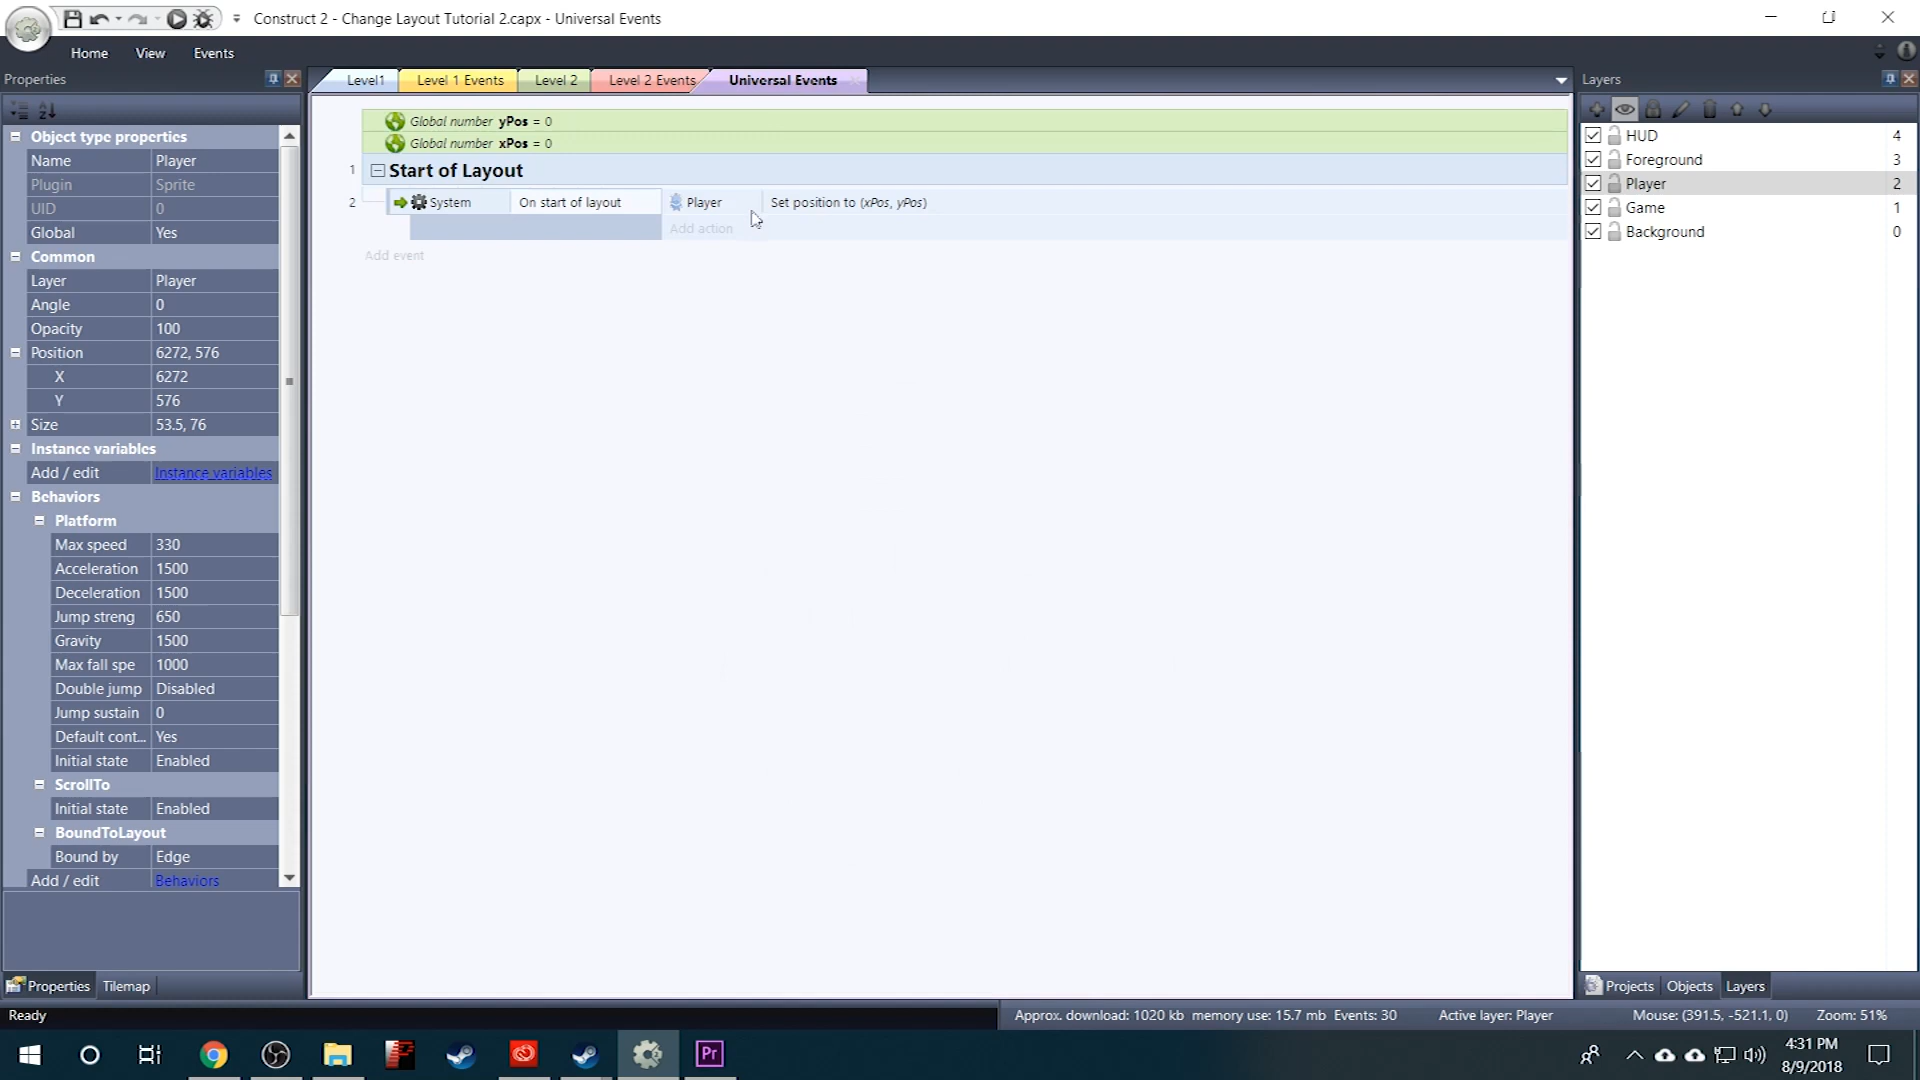 Construct 2 - Change Layout Tutorial 2.capx - Universal Events
Home View Events
Properties
Level1 Level 1 Events Level 2 Level 2 Events Universal Events
Layers
Object type properties
Name Player
Plugin Sprite
UID 0
Global Yes
Common
Layer Player
Angle 0
Opacity 100
Position 6272, 576
X 6272
Y 576
Size 53.5, 76
Instance variables
Add / edit Instance variables
Behaviors
Platform
Max speed 330
Acceleration 1500
Deceleration 1500
Jump streng 650
Gravity 1500
Max fall spe 1000
Double jump Disabled
Jump sustain 0
Default cont... Yes
Initial state Enabled
ScrollTo
Initial state Enabled
BoundToLayout
Bound by Edge
Add / edit Behaviors
Properties Tilemap
Global number yPos = 0
Global number xPos = 0
1 Start of Layout
2 System On start of layout Player Set position to (xPos, yPos)
Add action
Add event
HUD 4
Foreground 3
Player 2
Game 1
Background 0
Projects Objects Layers
Ready
Approx. download: 1020 kb memory use: 15.7 mb Events: 30 Active layer: Player Mouse: (391.5, -521.1, 0) Zoom: 51%
Pr
4:31 PM
8/9/2018